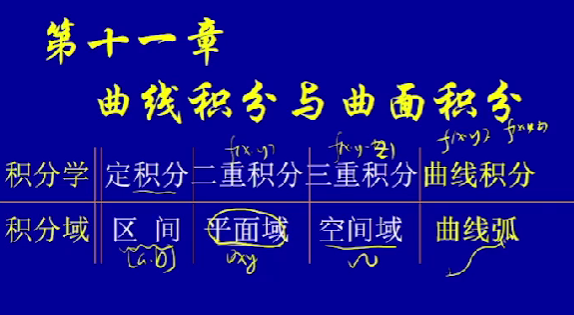 第十一章
曲线积分与曲面积分
f(x,y) f(x,y,z) f(x,y)
积分学 定积分 二重积分 三重积分 曲线积分
积分域 区间 平面域 空间域 曲线弧
[a,b] Dxy